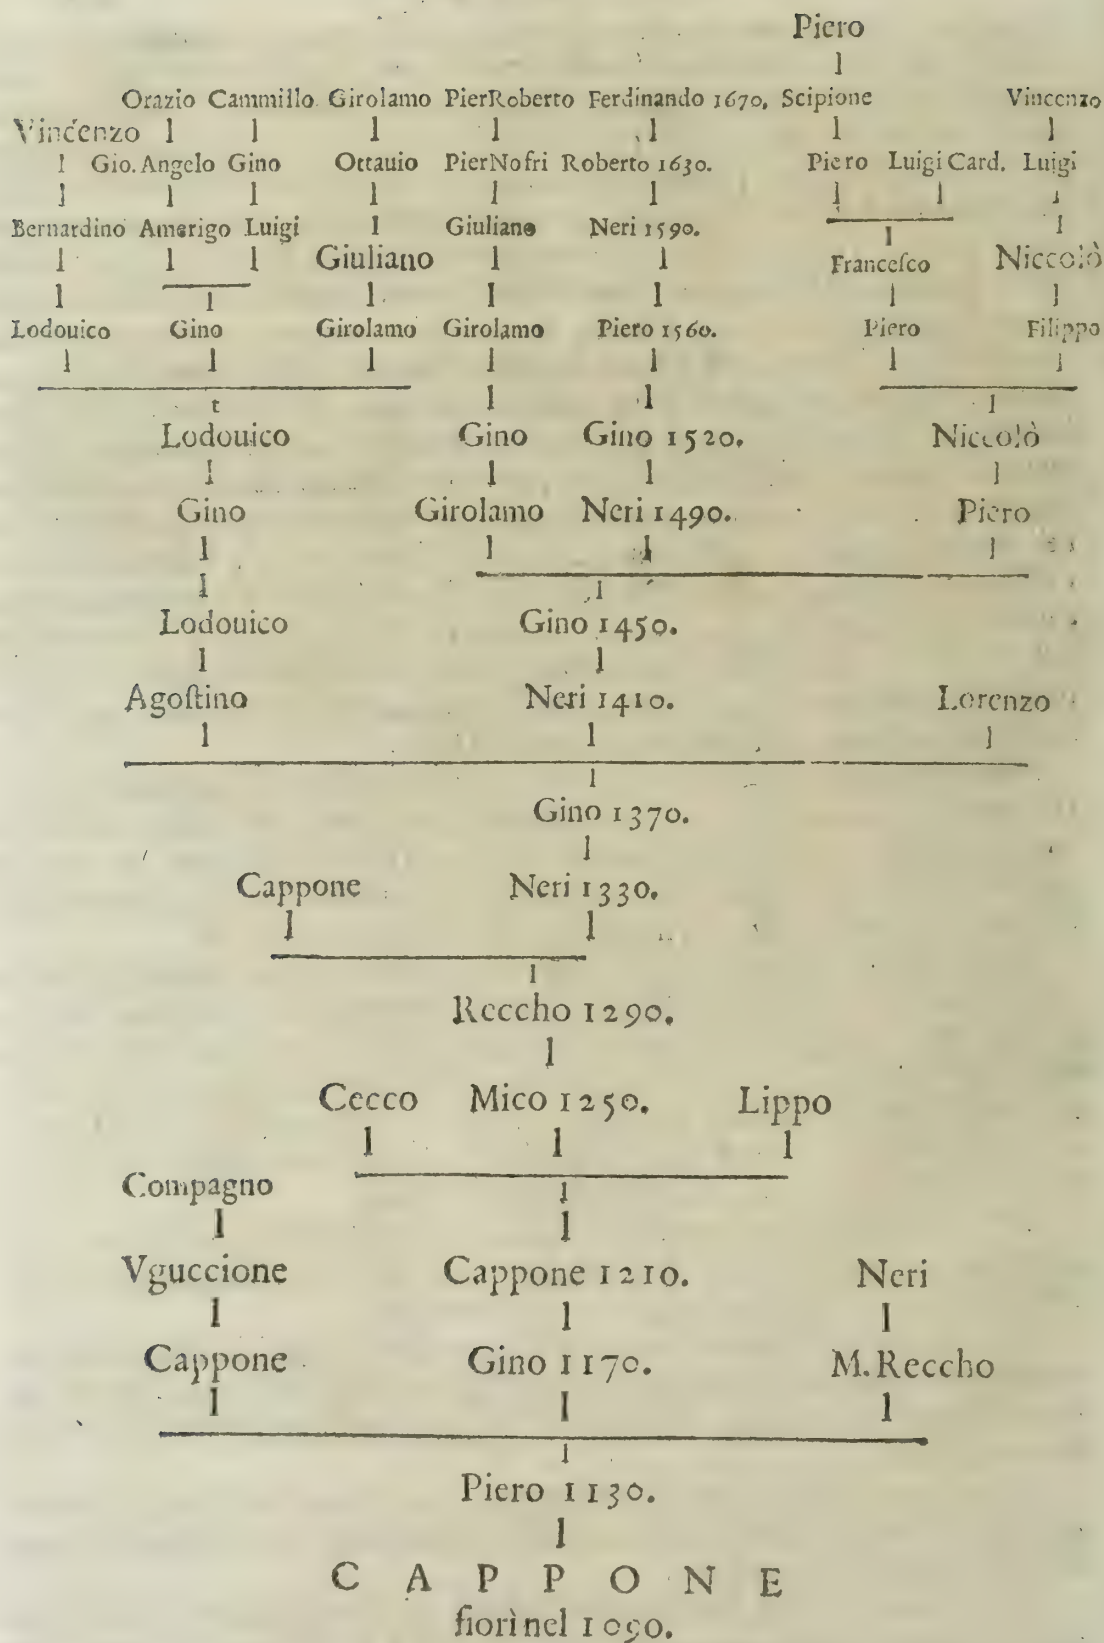 Piero
Orazio Cammillo Girolamo PierRoberto Ferdinando 1670. Scipione Vincenzo
Vincenzo
Gio. Angelo Gino Ottauio PierNofri Roberto 1630. Piero Luigi Card. Luigi
Bernardino Amerigo Luigi Giuliano Neri 1590.
Giuliano Francesco Niccolò
Lodouico Gino Girolamo Girolamo Piero 1560. Piero Filippo
Lodouico Gino Gino 1520. Niccolò
Gino Girolamo Neri 1490. Piero
Lodouico Gino 1450.
Agostino Neri 1410. Lorenzo
Gino 1370.
Cappone Neri 1330.
Reccho 1290.
Cecco Mico 1250. Lippo
Compagno
Vguccione Cappone 1210. Neri
Cappone Gino 1170. M. Reccho
Piero 1130.
CAPPONE
fiorì nel 1090.